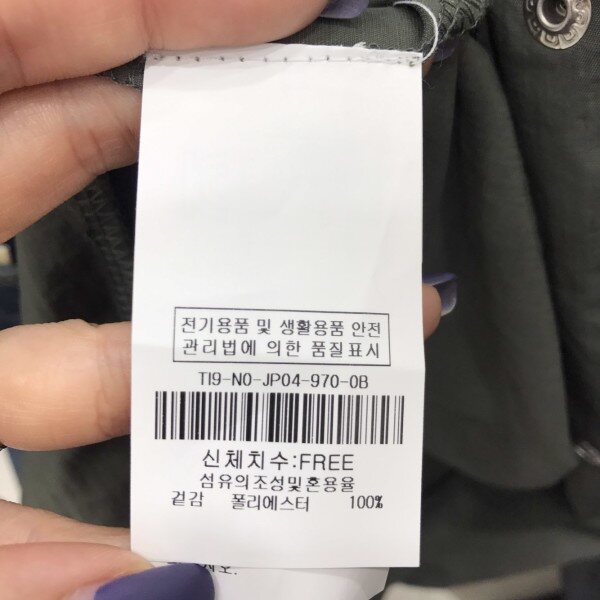 전기용품 및 생활용품 안전
관리법에 의한 품질표시
TI9-NO-JP04-970-0B
신체치수:FREE
섬유의조성및혼용율
겉감 폴리에스터 100%